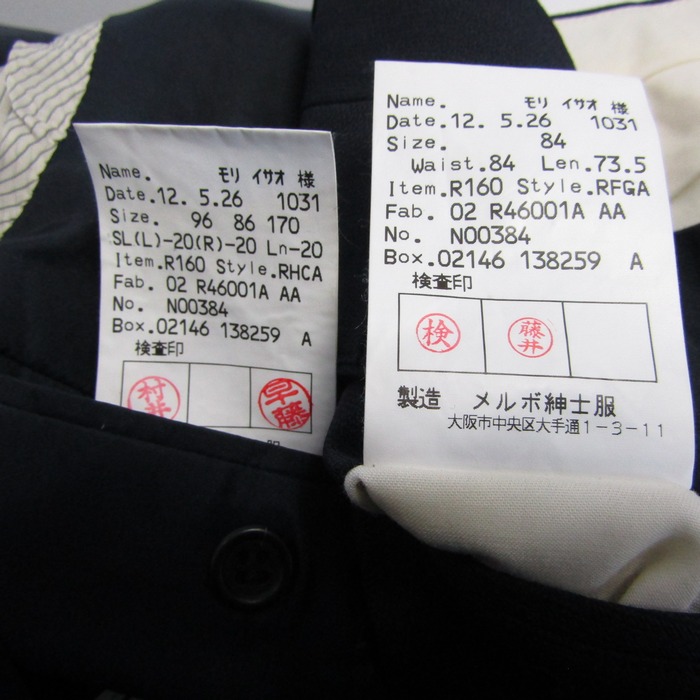 Name. モリ イサオ 様
Date.12. 5.26 1031
Size. 96 86 170
SL(L)-20(R)-20 Ln-20
Item.R160 Style.RHCA
Fab. 02 R46001A AA
No. N00384
Box.02146 138259 A
検査印
村井 早藤
Name. モリ イサオ 様
Date.12. 5.26 1031
Size. 84
Waist.84 Len.73.5
Item.R160 Style.RFGA
Fab. 02 R46001A AA
No. N00384
Box.02146 138259 A
検査印
検 藤井
製造 メルボ紳士服
大阪市中央区大手通1-3-11